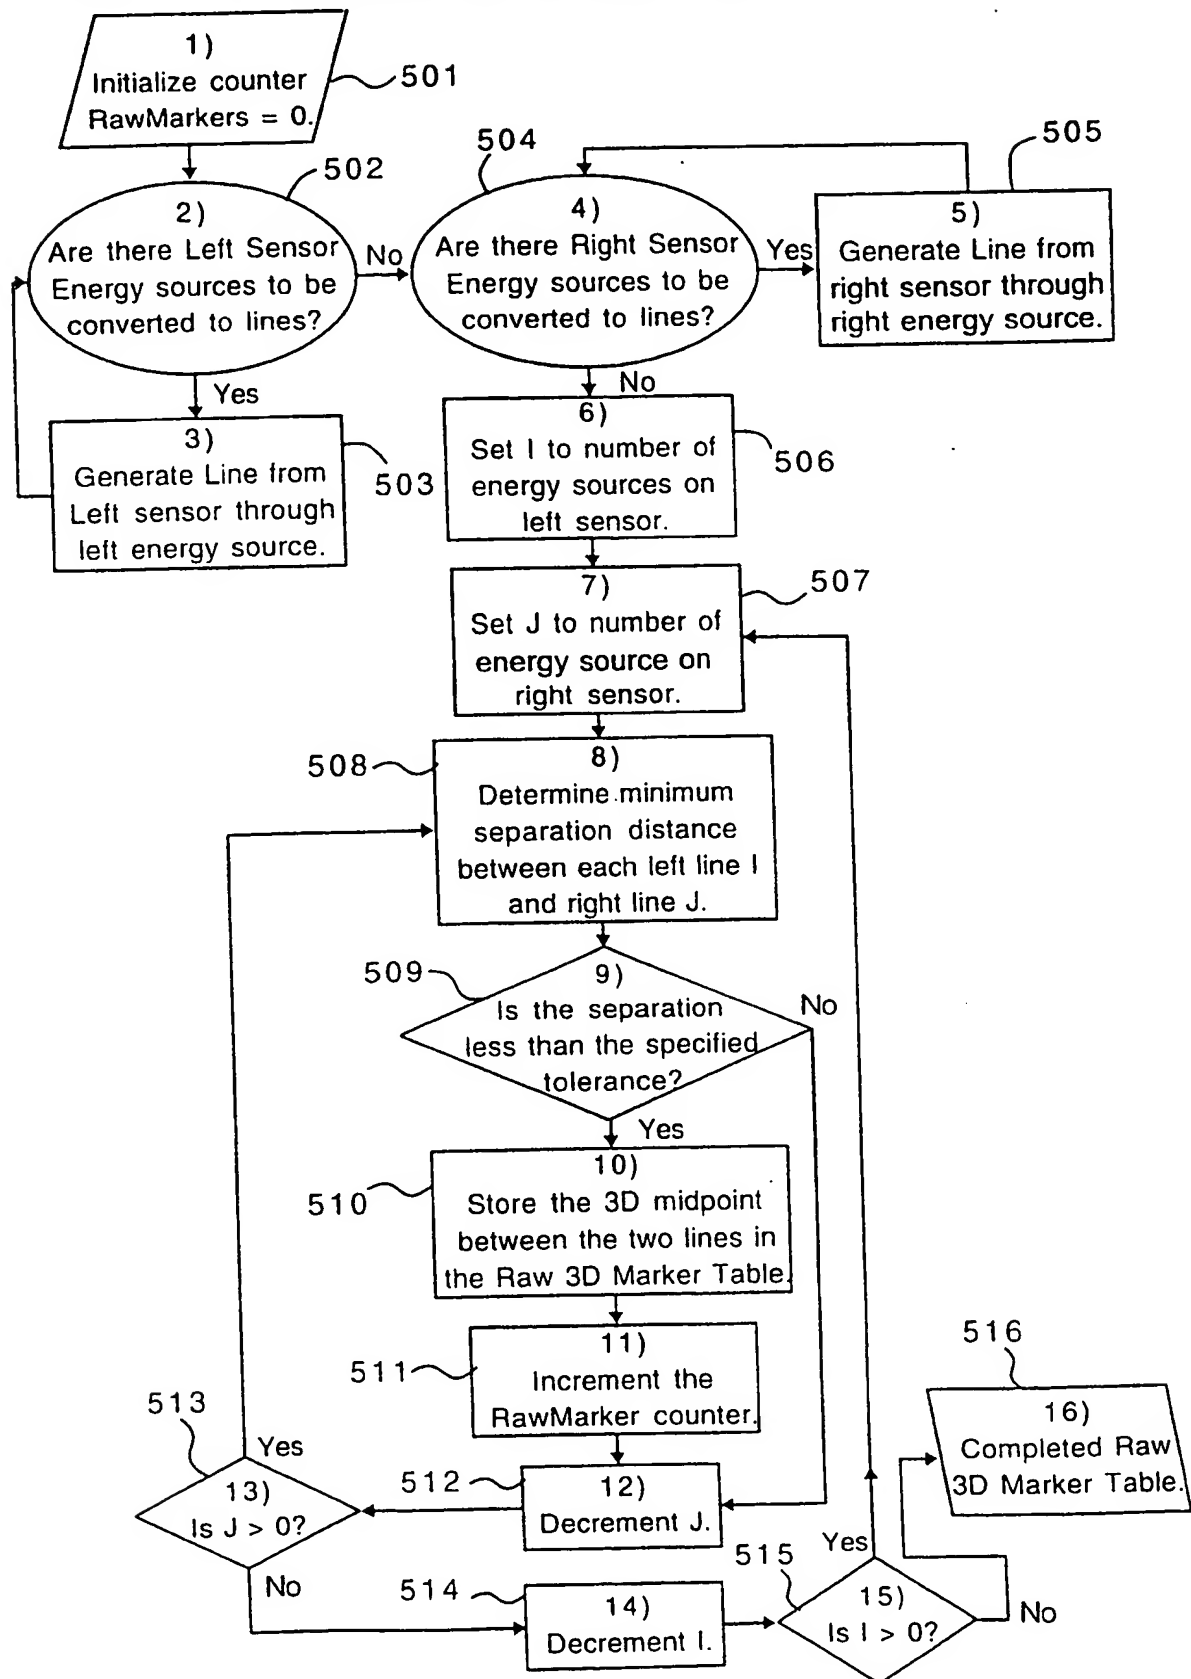 1)
Initialize counter
RawMarkers = 0.
501
502
2)
Are there Left Sensor
Energy sources to be
converted to lines?
No
Yes
3)
Generate Line from
Left sensor through
left energy source.
503
504
4)
Are there Right Sensor
Energy sources to be
converted to lines?
Yes
No
505
5)
Generate Line from
right sensor through
right energy source.
6)
Set I to number of
energy sources on
left sensor.
506
7)
Set J to number of
energy source on
right sensor.
507
508
8)
Determine minimum
separation distance
between each left line I
and right line J.
509
9)
Is the separation
less than the specified
tolerance?
No
Yes
510
10)
Store the 3D midpoint
between the two lines in
the Raw 3D Marker Table.
511
11)
Increment the
RawMarker counter.
512
12)
Decrement J.
513
Yes
13)
Is J > 0?
No
514
14)
Decrement I.
515
Yes
15)
Is I > 0?
No
516
16)
Completed Raw
3D Marker Table.